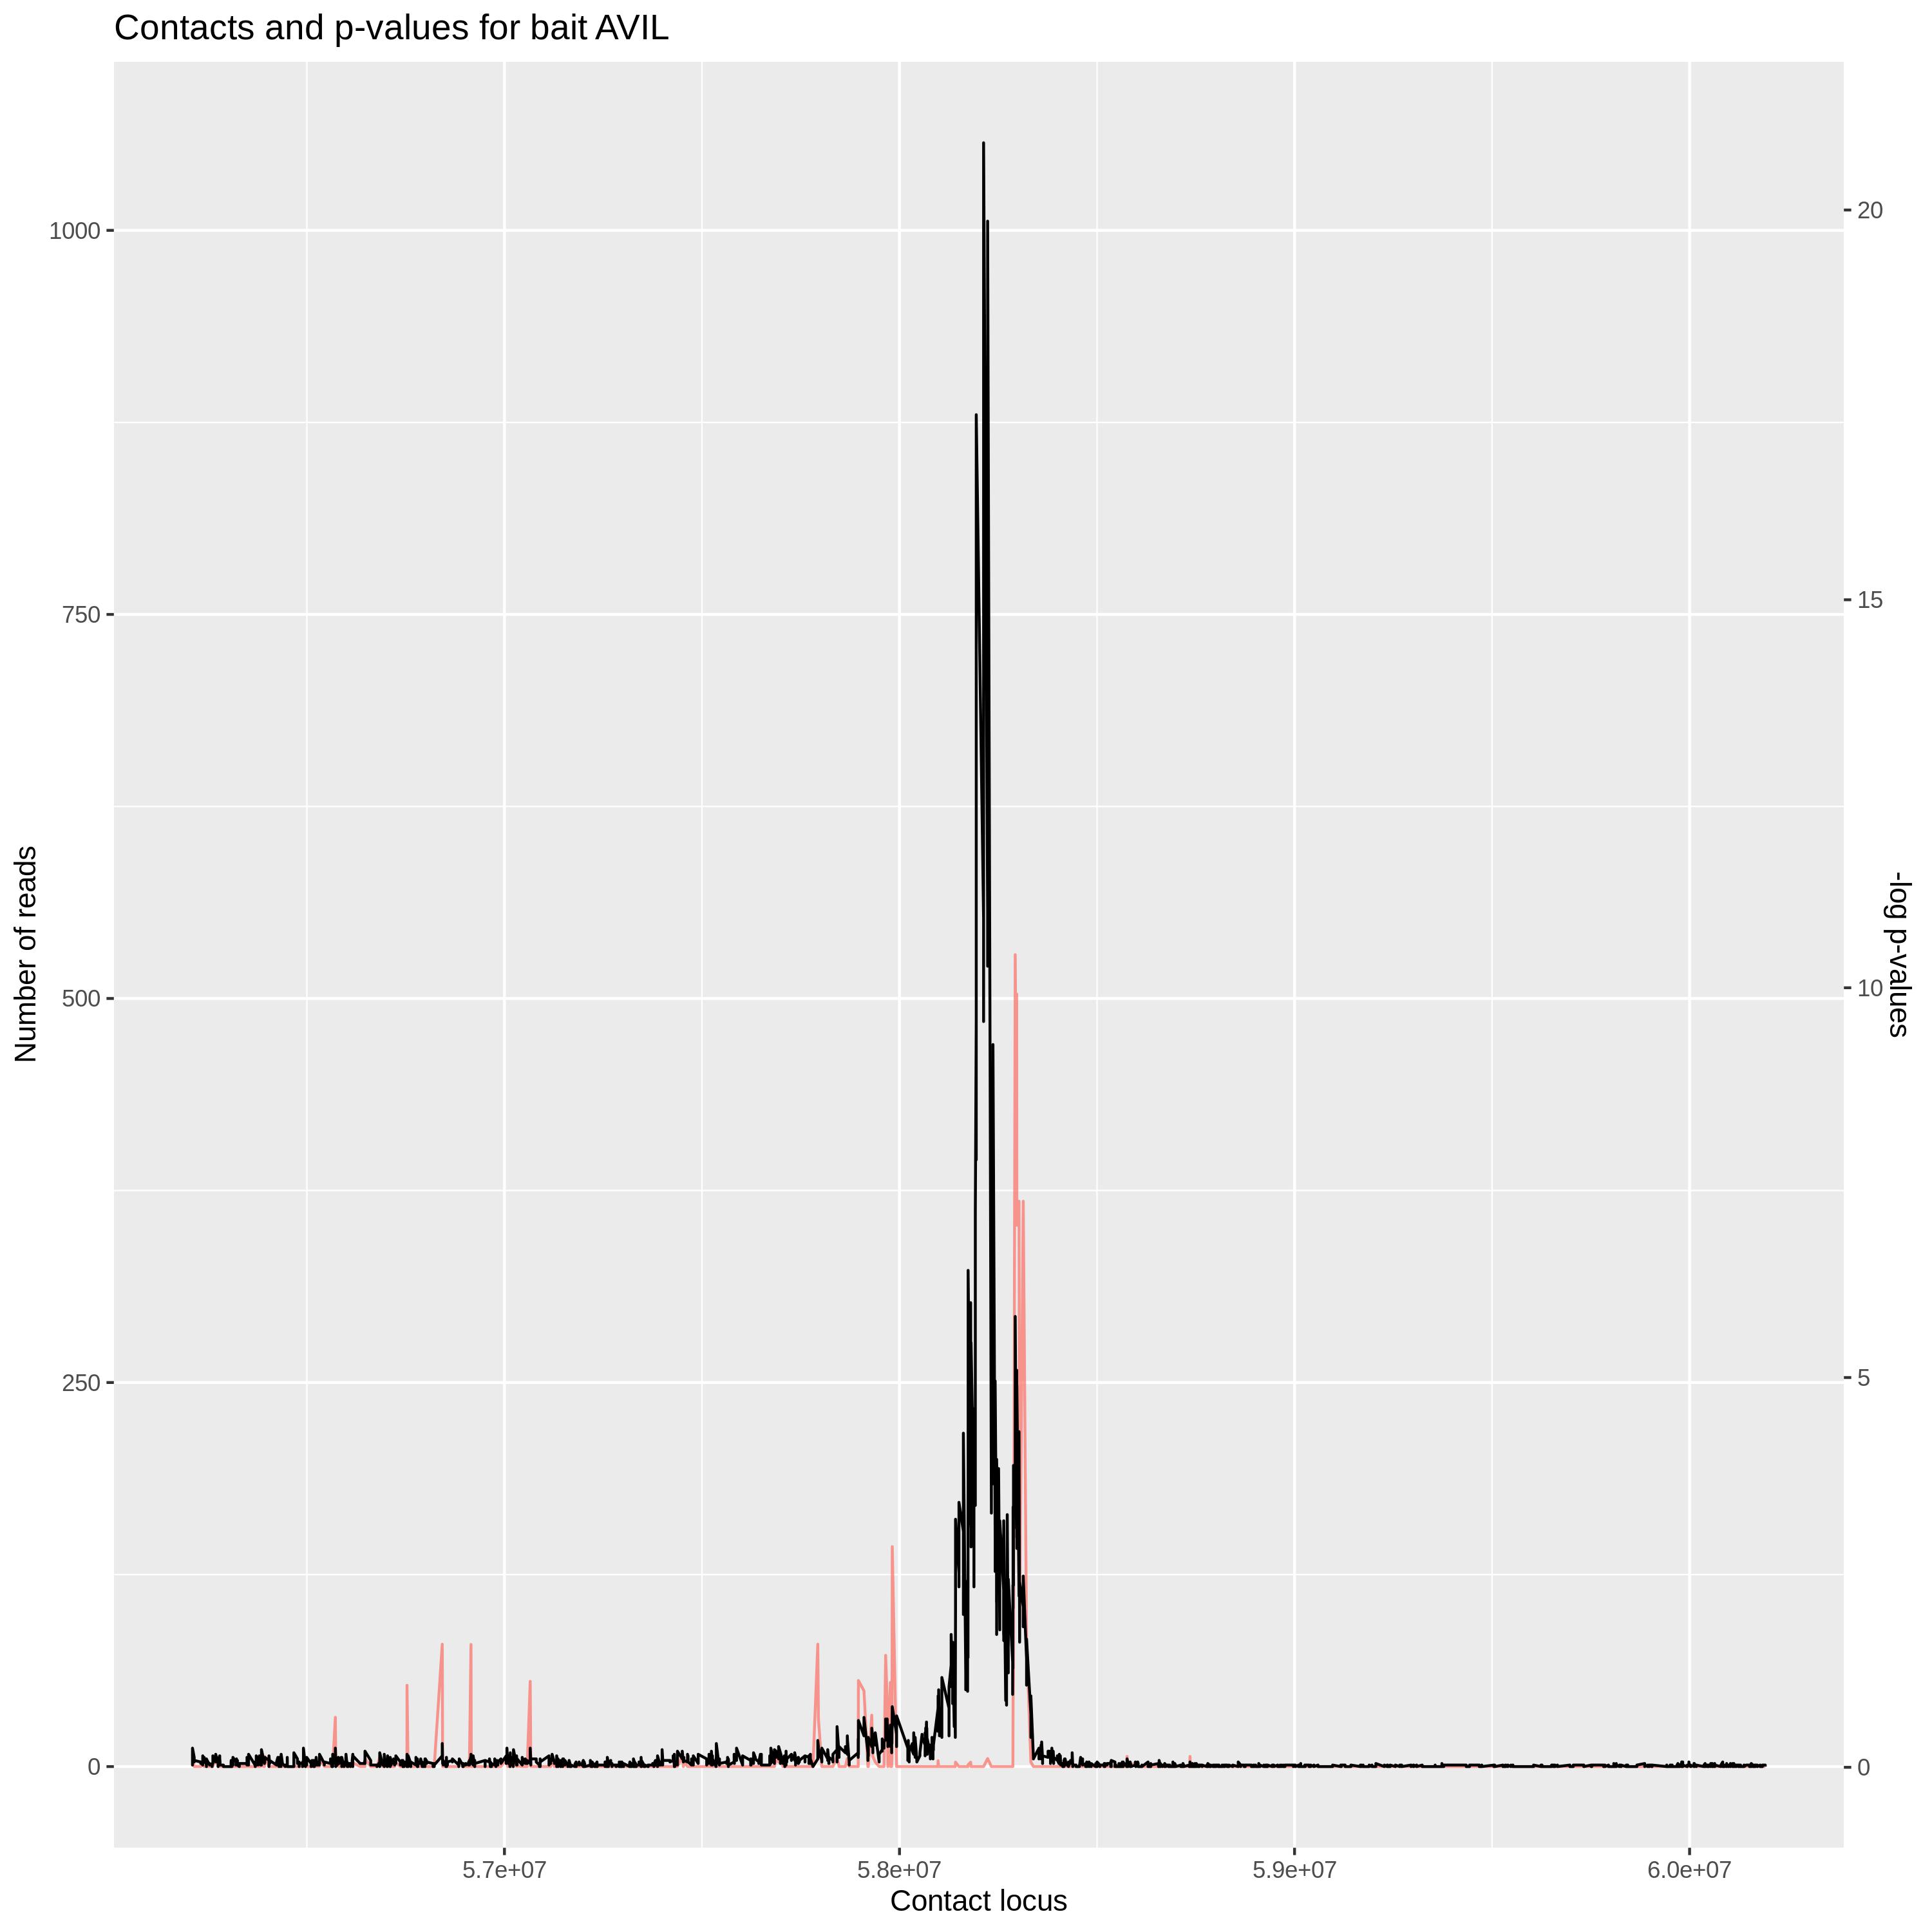 Contacts and p-values for bait AVIL
1000
750
500
250
0
20
15
10
5
0
Number of reads
-log p-values
5.7e+07
5.8e+07
5.9e+07
6.0e+07
Contact locus